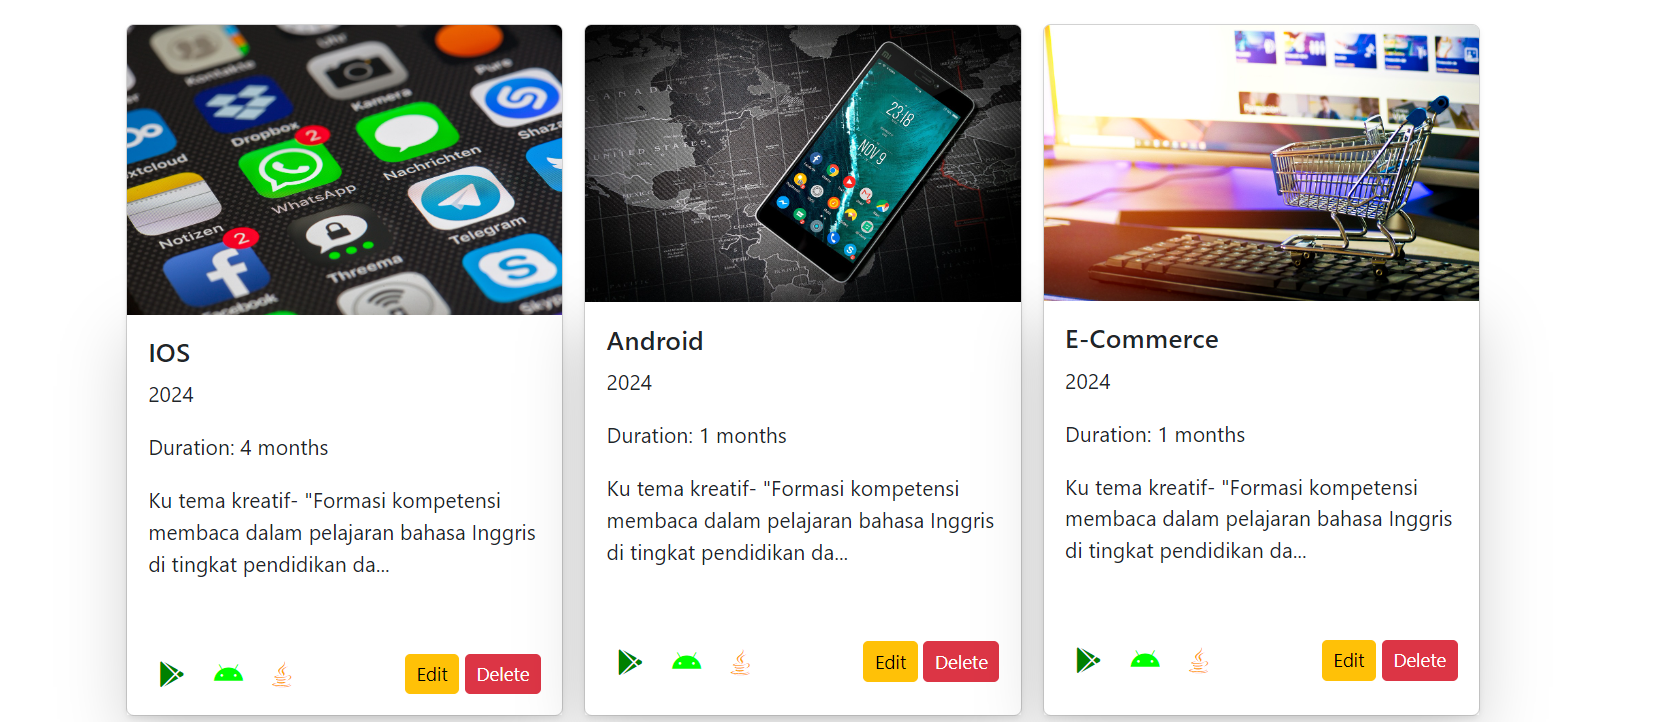 Kontakte
Uhr
Pure
Kamera
Dropbox
2
Nachrichten
WhatsApp
Notizen
2
Telegram
Threema
IOS
2024
Duration: 4 months
Ku tema kreatif- "Formasi kompetensi
membaca dalam pelajaran bahasa Inggris
di tingkat pendidikan da...
Edit
Delete
CANADA
UNITED STATES
MEXICO
23:18
NOV 9
Android
2024
Duration: 1 months
Ku tema kreatif- "Formasi kompetensi
membaca dalam pelajaran bahasa Inggris
di tingkat pendidikan da...
Edit
Delete
E-Commerce
2024
Duration: 1 months
Ku tema kreatif- "Formasi kompetensi
membaca dalam pelajaran bahasa Inggris
di tingkat pendidikan da...
Edit
Delete